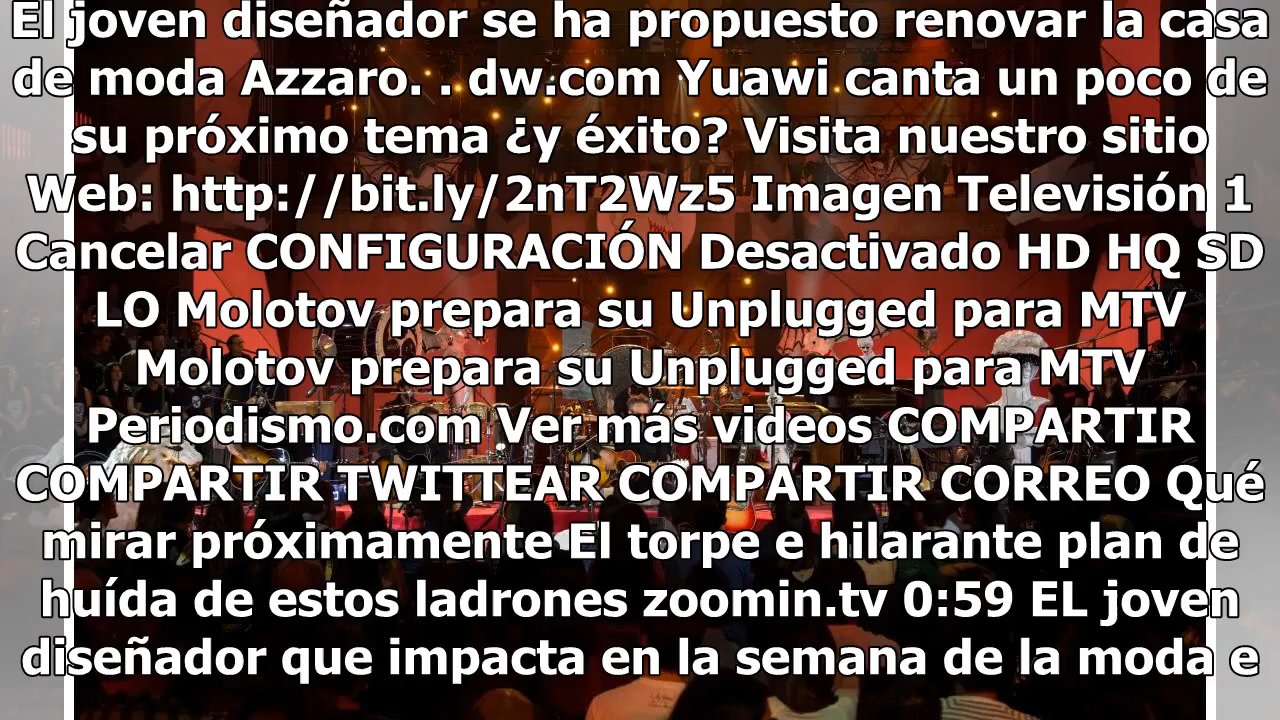 El joven diseñador se ha propuesto renovar la casa
de moda Azzaro. . dw.com Yuawi canta un poco de
su próximo tema ¿y éxito? Visita nuestro sitio
Web: http://bit.ly/2nT2Wz5 Imagen Televisión 1
Cancelar CONFIGURACIÓN Desactivado HD HQ SD
LO Molotov prepara su Unplugged para MTV
Molotov prepara su Unplugged para MTV
Periodismo.com Ver más videos COMPARTIR
COMPARTIR TWITTEAR COMPARTIR CORREO Qué
mirar próximamente El torpe e hilarante plan de
huída de estos ladrones zoomin.tv 0:59 EL joven
diseñador que impacta en la semana de la moda e